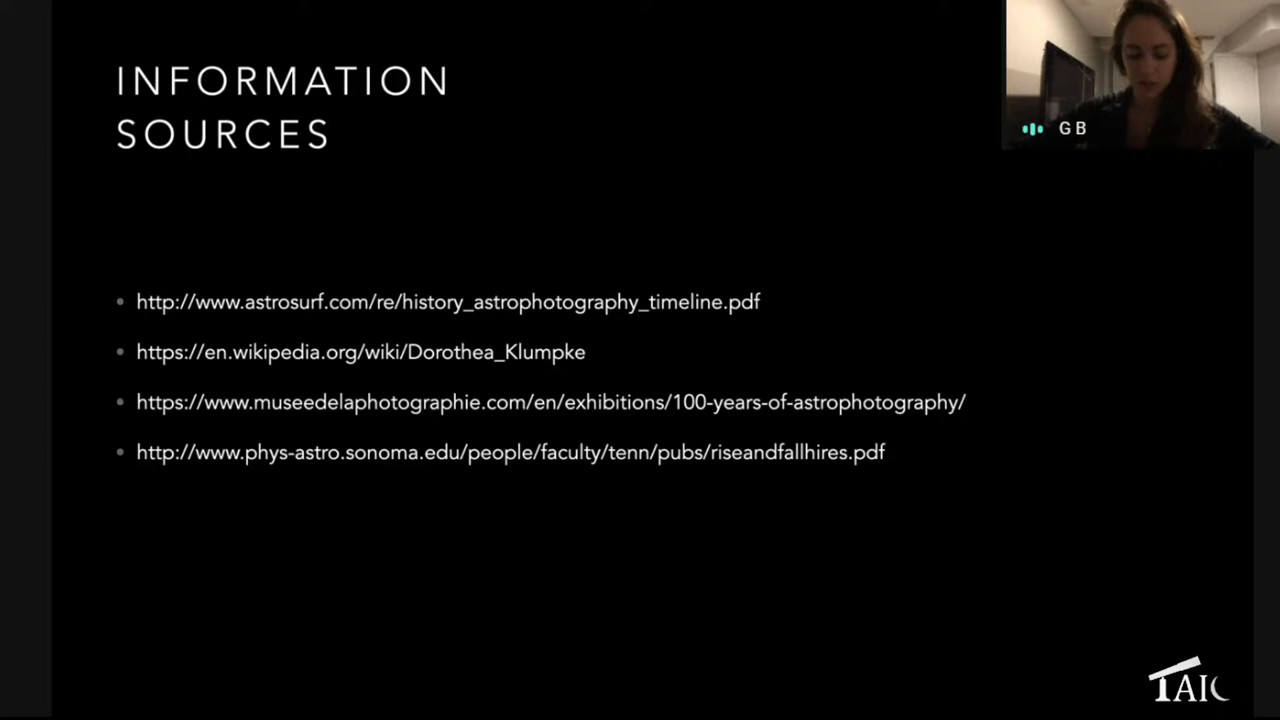 INFORMATION
SOURCES
G B
• http://www.astrosurf.com/re/history_astrophotography_timeline.pdf
• https://en.wikipedia.org/wiki/Dorothea_Klumpke
• https://www.museedelaphotographie.com/en/exhibitions/100-years-of-astrophotography/
• http://www.phys-astro.sonoma.edu/people/faculty/tenn/pubs/riseandfallhires.pdf
TAIC